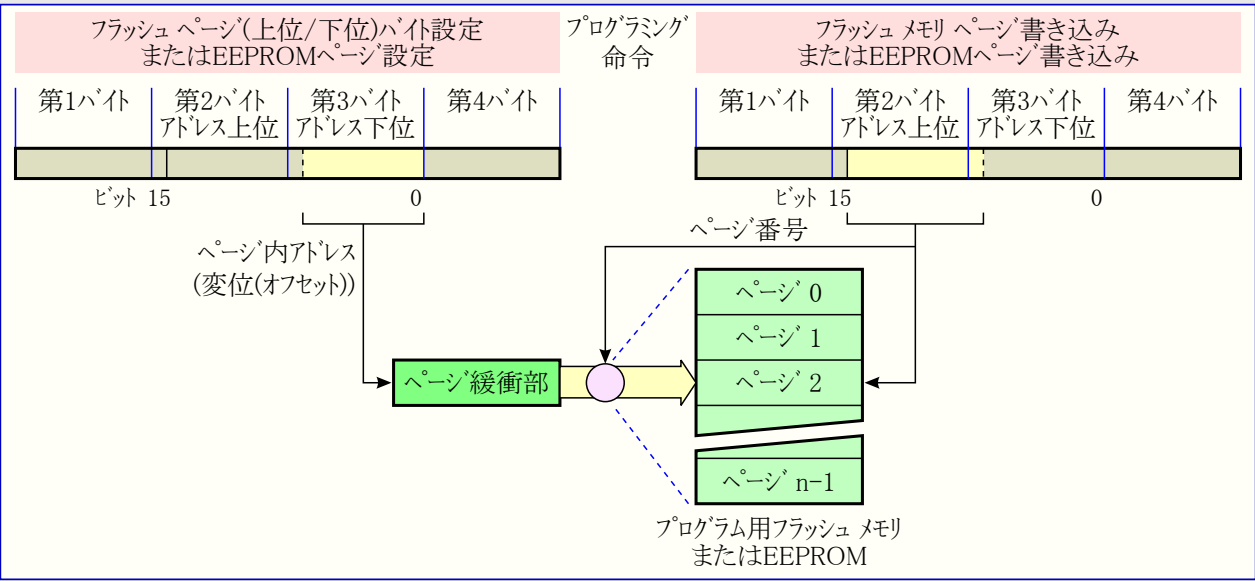 フラッシュ ページ(上位/下位)バイト設定
またはEEPROMページ設定
プログラミング
命令
フラッシュ メモリ ページ書き込み
またはEEPROMページ書き込み
第1バイト
第2バイト
アドレス上位
第3バイト
アドレス下位
第4バイト
第1バイト
第2バイト
アドレス上位
第3バイト
アドレス下位
第4バイト
ビット 15
0
ビット 15
0
ページ内アドレス
(変位(オフセット))
ページ番号
ページ緩衝部
ページ 0
ページ 1
ページ 2
ページ n-1
プログラム用フラッシュ メモリ
またはEEPROM